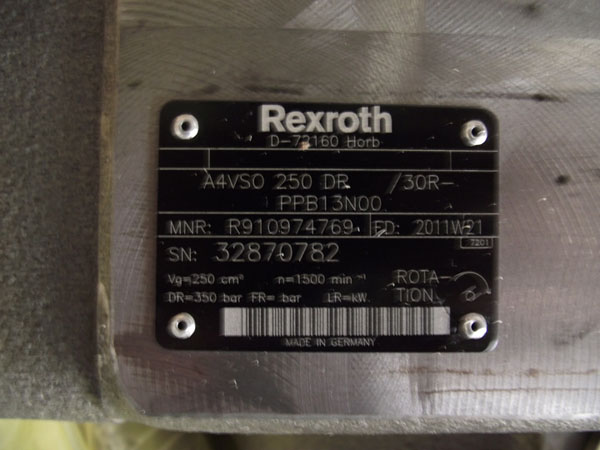 Rexroth
D-72160 Horb
A4VSO 250 DR /30R-
PPB13N00
MNR: R910974769 FD: 2011W21
7201
SN: 32870782
Vg=250 cm³ n=1500 min⁻¹ ROTA-
DR=350 bar FR= bar LR=kW TION
MADE IN GERMANY